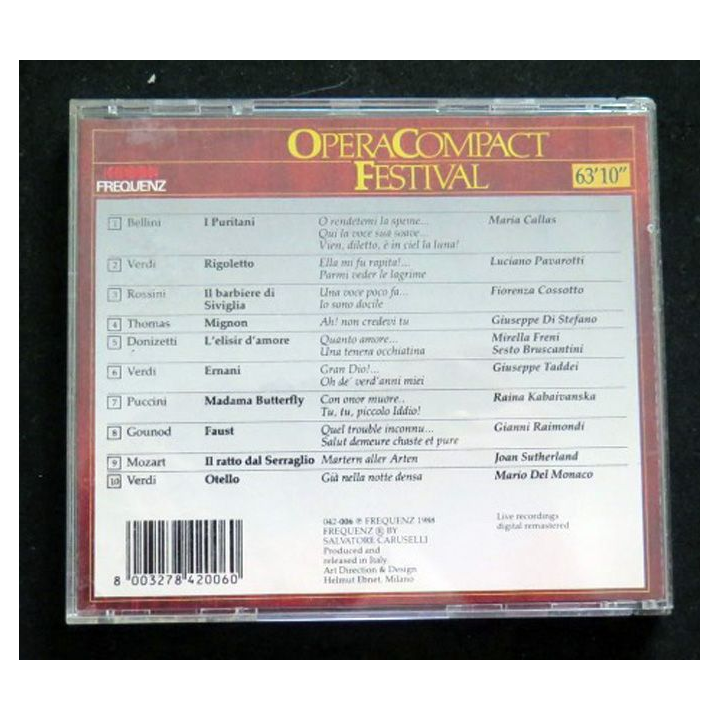 OPERACOMPACT
FESTIVAL
63'10"
FREQUENZ
1 Bellini I Puritani O rendetemi la speme... Maria Callas
Qui la voce sua soave...
Vien, diletto, è in ciel la luna!
2 Verdi Rigoletto Ella mi fu rapita!... Luciano Pavarotti
Parmi veder le lagrime
3 Rossini Il barbiere di Una voce poco fa... Fiorenza Cossotto
Siviglia Io sono docile
4 Thomas Mignon Ah! non credevi tu Giuseppe Di Stefano
5 Donizetti L'elisir d'amore Quanto amore... Mirella Freni
Una tenera occhiatina Sesto Bruscantini
6 Verdi Ernani Gran Dio!... Giuseppe Taddei
Oh de' verd'anni miei
7 Puccini Madama Butterfly Con onor muore.. Raina Kabaivanska
Tu, tu, piccolo Iddio!
8 Gounod Faust Quel trouble inconnu... Gianni Raimondi
Salut demeure chaste et pure
9 Mozart Il ratto dal Serraglio Martern aller Arten Joan Sutherland
10 Verdi Otello Già nella notte densa Mario Del Monaco
042-006 ℗ FREQUENZ 1988
FREQUENZ ® BY
SALVATORE CARUSELLI
Produced and
released in Italy
Art Direction & Design
Helmut Ebnet, Milano
Live recordings
digital remastered
8 003278 420060